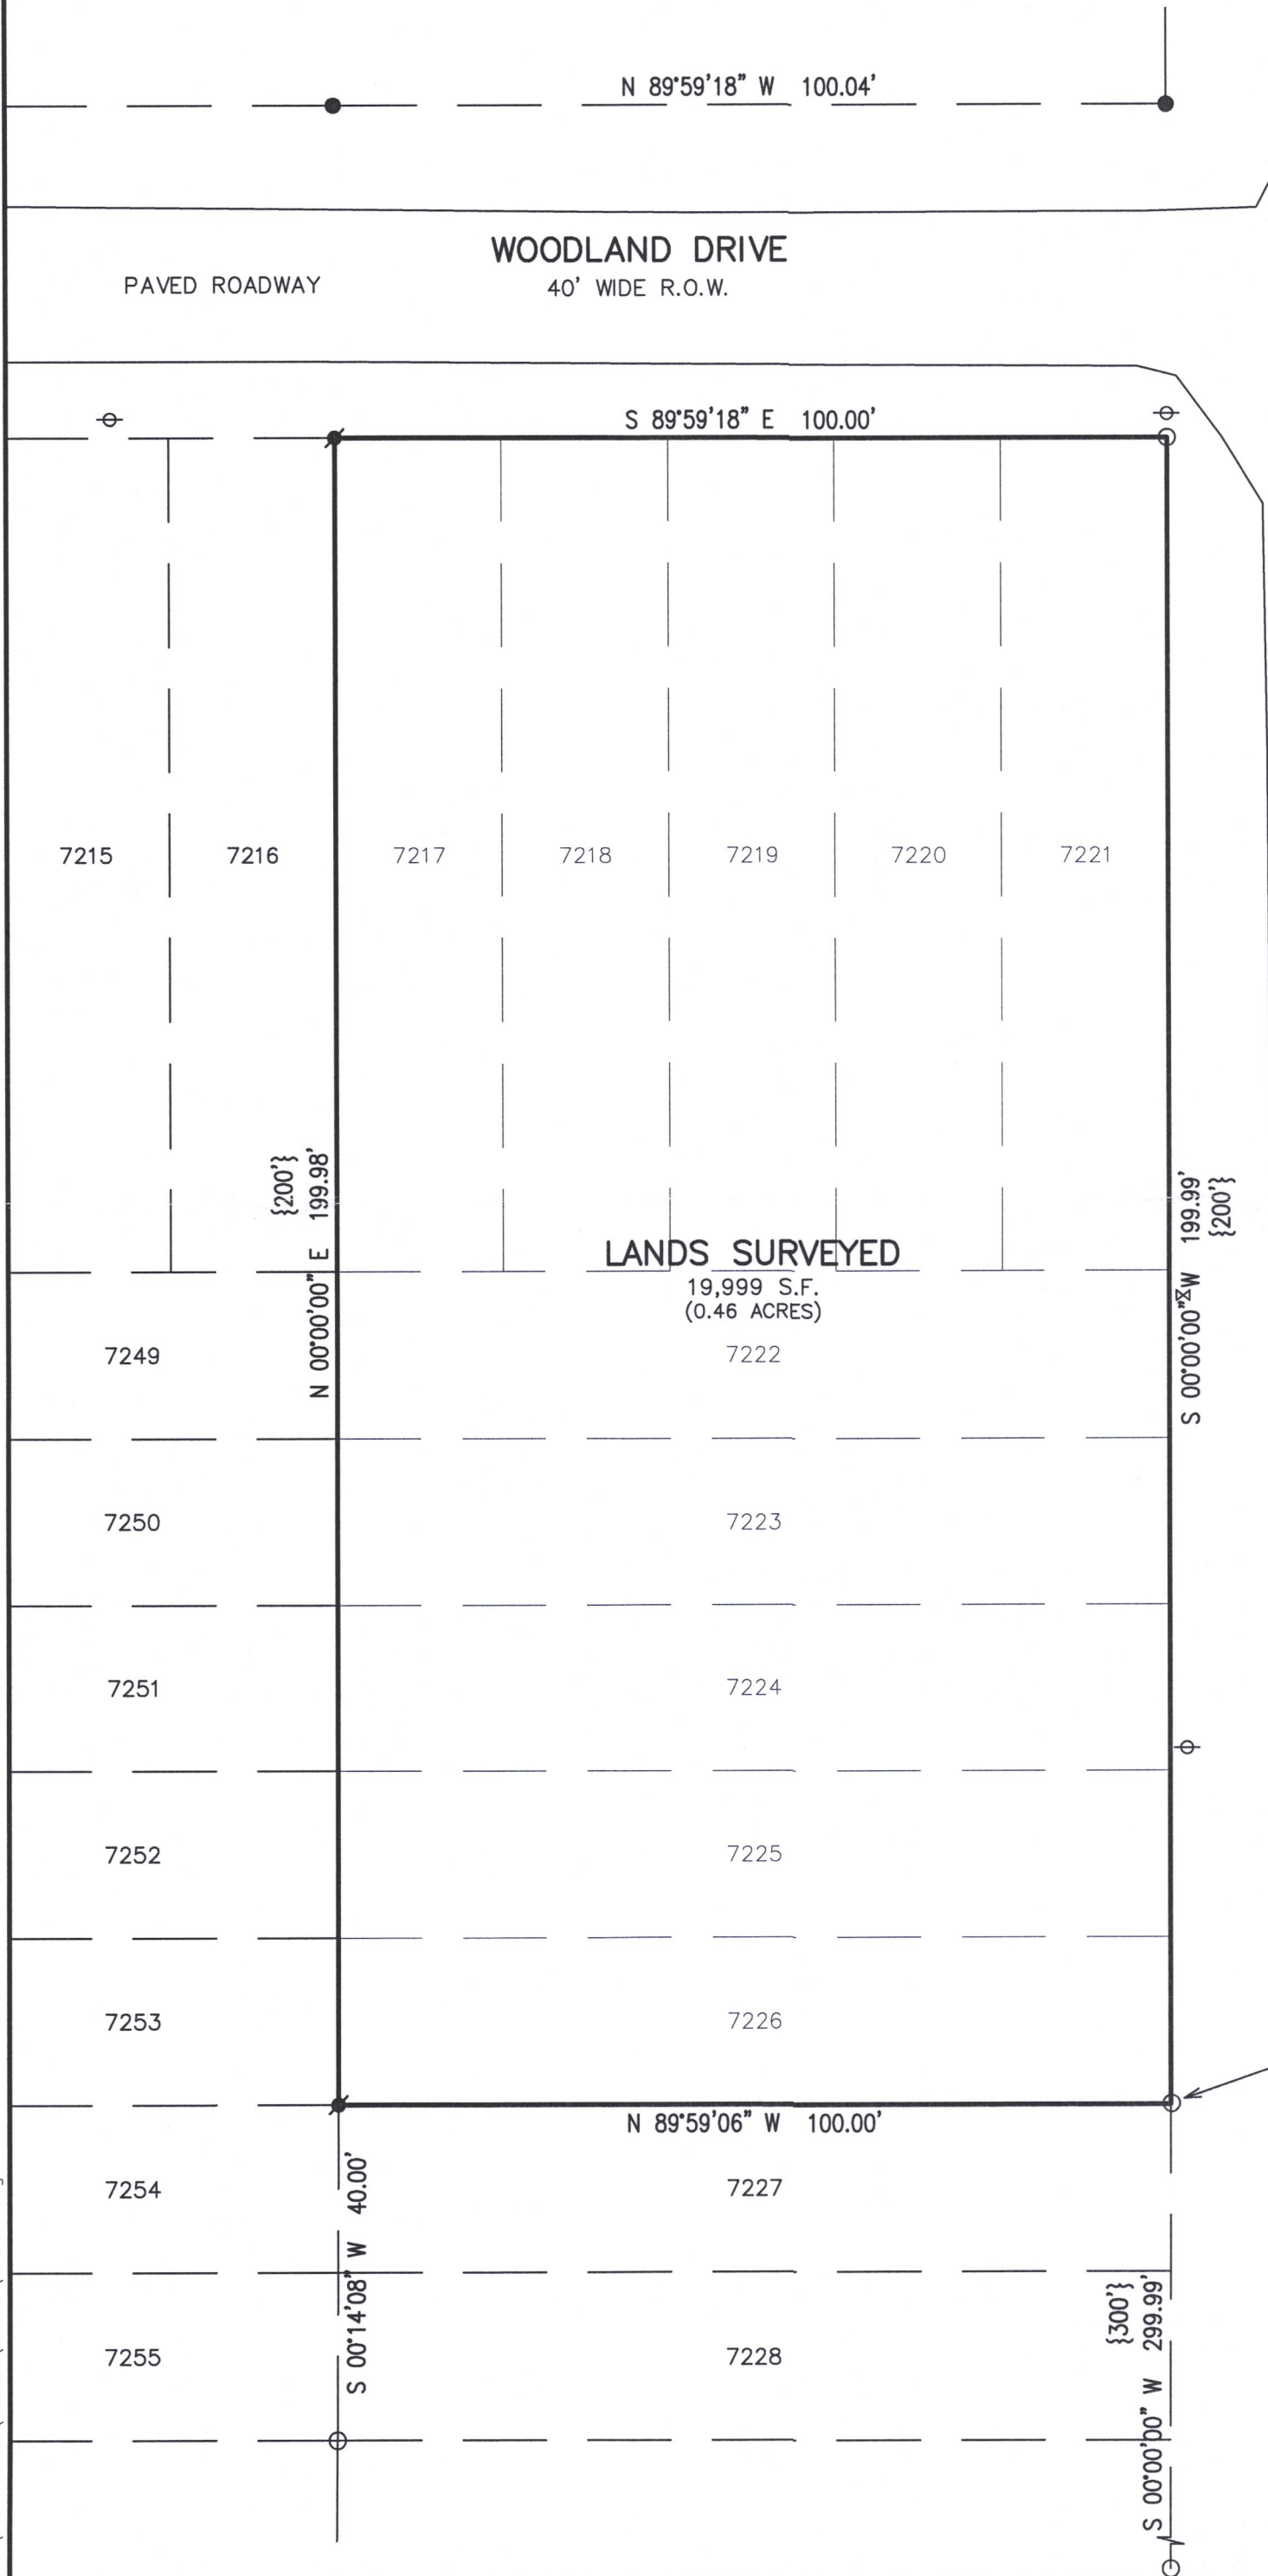 N 89°59'18" W 100.04'
WOODLAND DRIVE
PAVED ROADWAY
40' WIDE R.O.W.
S 89°59'18" E 100.00'
7215
7216
7217
7218
7219
7220
7221
{200'}
N 00°00'00" E 199.98'
S 00°00'00" W 199.99'
{200'}
LANDS SURVEYED
19,999 S.F.
(0.46 ACRES)
7249
7222
7250
7223
7251
7224
7252
7225
7253
7226
N 89°59'06" W 100.00'
7254
7227
S 00°14'08" W 40.00'
7255
7228
{300'}
S 00°00'00" W 299.99'